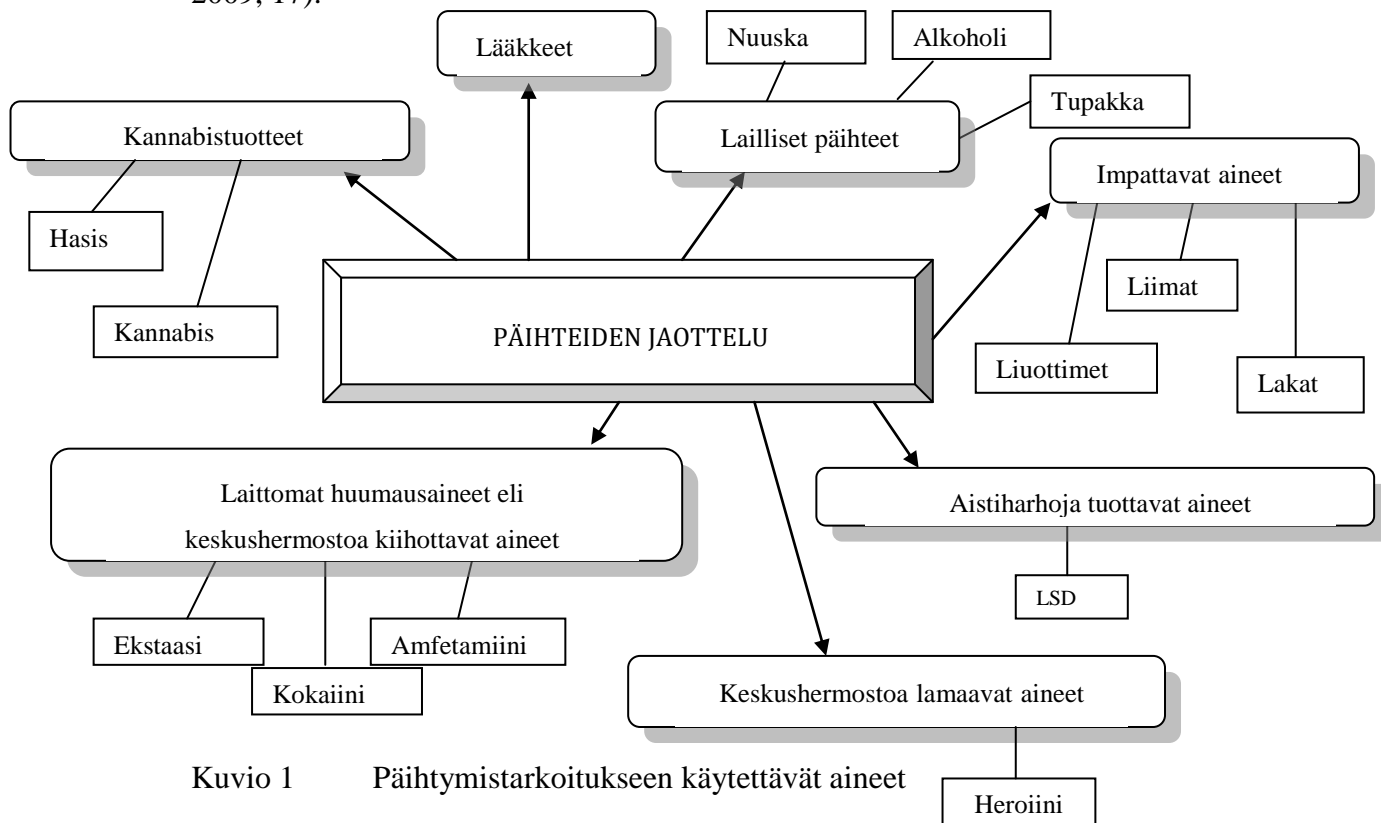 2009, 17).
Lääkkeet
Nuuska
Alkoholi
Tupakka
Kannabistuotteet
Lailliset päihteet
Impattavat aineet
Hasis
Kannabis
Liimat
Liuottimet
Lakat
PÄIHTEIDEN JAOTTELU
Laittomat huumausaineet eli
keskushermostoa kiihottavat aineet
Aistiharhoja tuottavat aineet
Ekstaasi
Kokaiini
Amfetamiini
LSD
Keskushermostoa lamaavat aineet
Heroiini
Kuvio 1 Päihtymistarkoitukseen käytettävät aineet